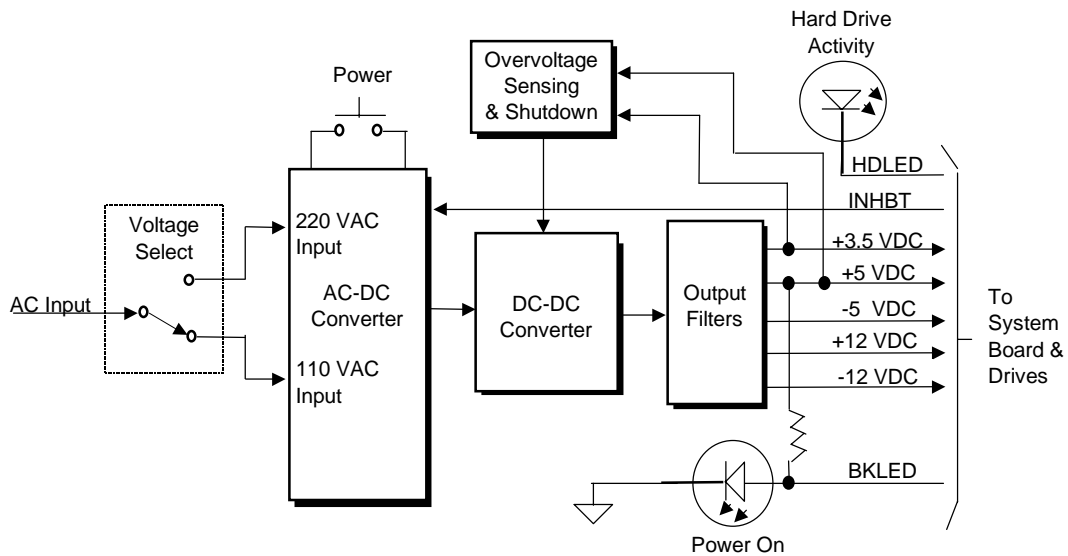 Hard Drive
Activity
Overvoltage
Sensing
& Shutdown
Power
HDLED
INHBT
Voltage
Select
220 VAC
Input
+3.5 VDC
+5 VDC
AC Input
AC-DC
Converter
DC-DC
Converter
Output
Filters
-5 VDC
+12 VDC
-12 VDC
To
System
Board &
Drives
110 VAC
Input
BKLED
Power On